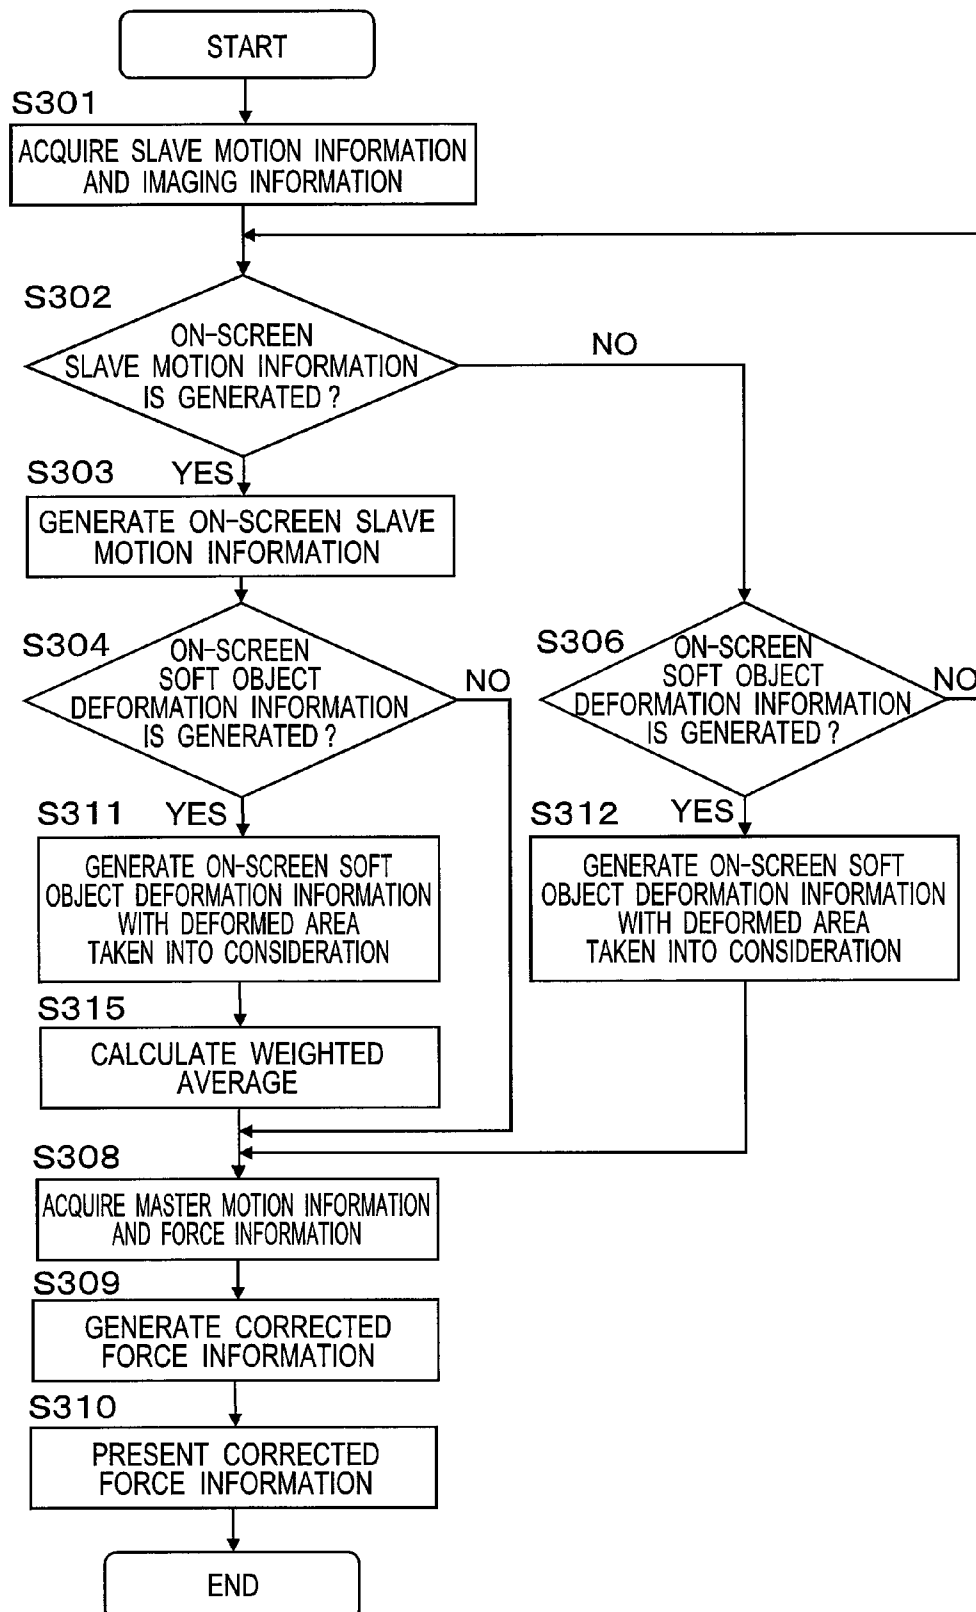 START
S301
ACQUIRE SLAVE MOTION INFORMATION
AND IMAGING INFORMATION
S302
ON-SCREEN
SLAVE MOTION INFORMATION
IS GENERATED?
NO
YES
S303
GENERATE ON-SCREEN SLAVE
MOTION INFORMATION
S304
ON-SCREEN
SOFT OBJECT
DEFORMATION INFORMATION
IS GENERATED?
NO
YES
S306
ON-SCREEN
SOFT OBJECT
DEFORMATION INFORMATION
IS GENERATED?
NO
YES
S311
GENERATE ON-SCREEN SOFT
OBJECT DEFORMATION INFORMATION
WITH DEFORMED AREA
TAKEN INTO CONSIDERATION
S312
GENERATE ON-SCREEN SOFT
OBJECT DEFORMATION INFORMATION
WITH DEFORMED AREA
TAKEN INTO CONSIDERATION
S315
CALCULATE WEIGHTED
AVERAGE
S308
ACQUIRE MASTER MOTION INFORMATION
AND FORCE INFORMATION
S309
GENERATE CORRECTED
FORCE INFORMATION
S310
PRESENT CORRECTED
FORCE INFORMATION
END